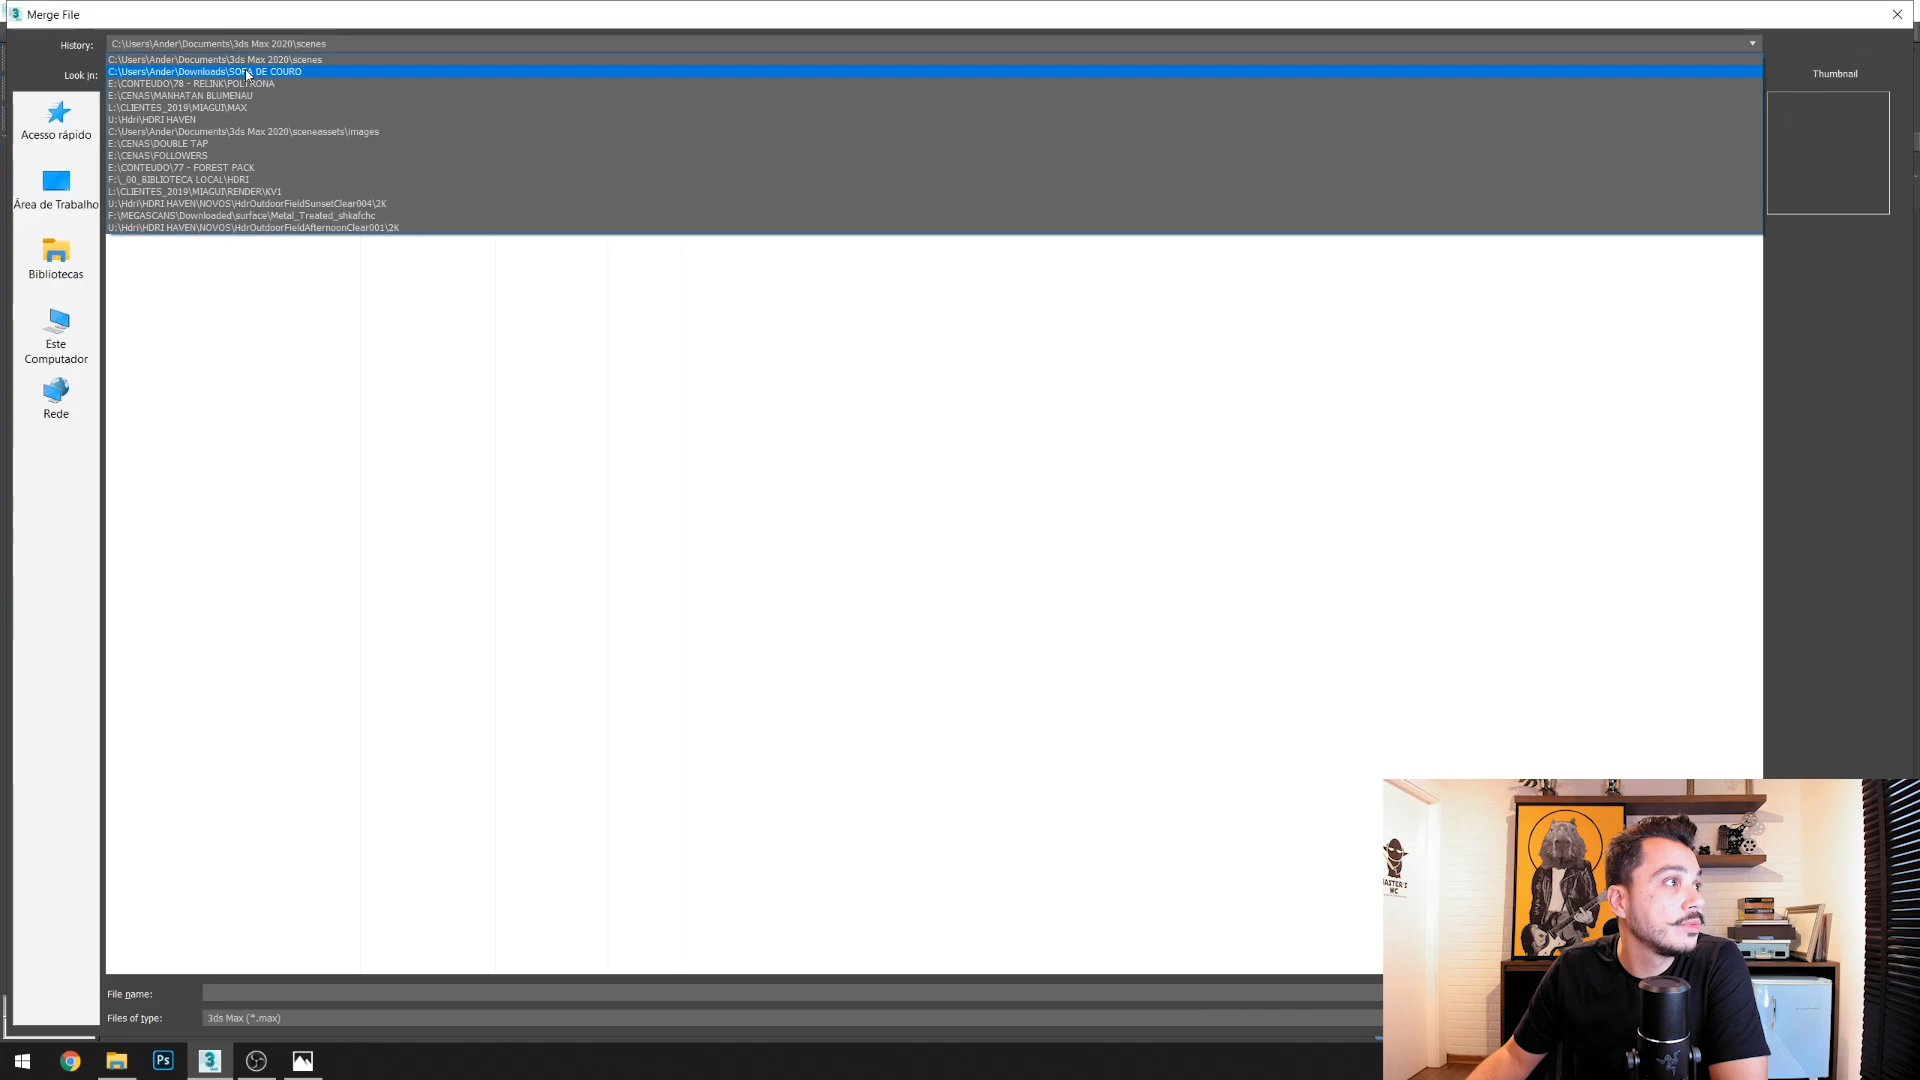 Merge File
History:
C:\Users\Ander\Documents\3ds Max 2020\scenes
C:\Users\Ander\Documents\3ds Max 2020\scenes
Look in:
C:\Users\Ander\Downloads\SOFA DE COURO
E:\CONTEUDO\78 - RELINK\POLTRONA
E:\CENAS\MANHATAN BLUMENAU
L:\CLIENTES_2019\MIAGUI\MAX
U:\Hdri\HDRI HAVEN
C:\Users\Ander\Documents\3ds Max 2020\sceneassets\images
E:\CENAS\DOUBLE TAP
E:\CENAS\FOLLOWERS
E:\CONTEUDO\77 - FOREST PACK
F:\_00_BIBLIOTECA LOCAL\HDRI
L:\CLIENTES_2019\MIAGUI\RENDER\KV1
U:\Hdri\HDRI HAVEN\NOVOS\HdrOutdoorFieldSunsetClear004\2K
F:\MEGASCANS\Downloaded\surface\Metal_Treated_shkafchc
U:\Hdri\HDRI HAVEN\NOVOS\HdrOutdoorFieldAfternoonClear001\2K
Thumbnail
Acesso rápido
Área de Trabalho
Bibliotecas
Este
Computador
Rede
File name:
Files of type:
3ds Max (*.max)
Ps
3
MAX
WC